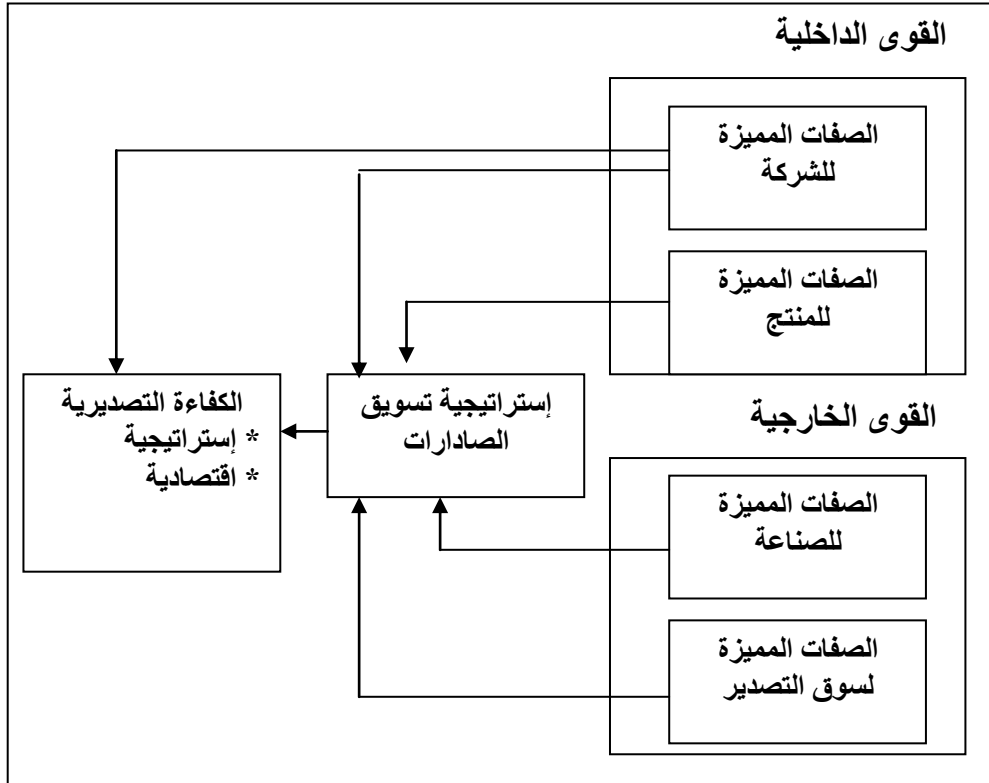 القوى الداخلية
الصفات المميزة
للشركة
الصفات المميزة
للمنتج
إستراتيجية تسويق
الصادارات
الكفاءة التصديرية
* إستراتيجية
* اقتصادية
القوى الخارجية
الصفات المميزة
للصناعة
الصفات المميزة
لسوق التصدير